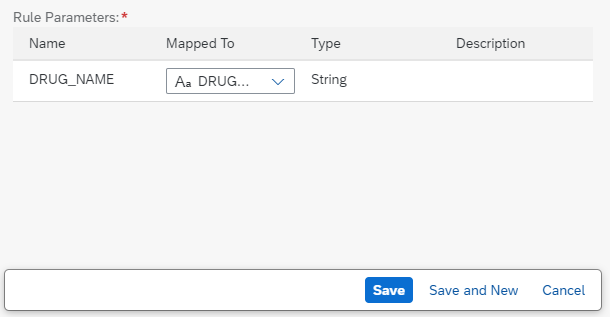 Rule Parameters:*
Name Mapped To Type Description
DRUG_NAME Aa DRUG... String
Save Save and New Cancel